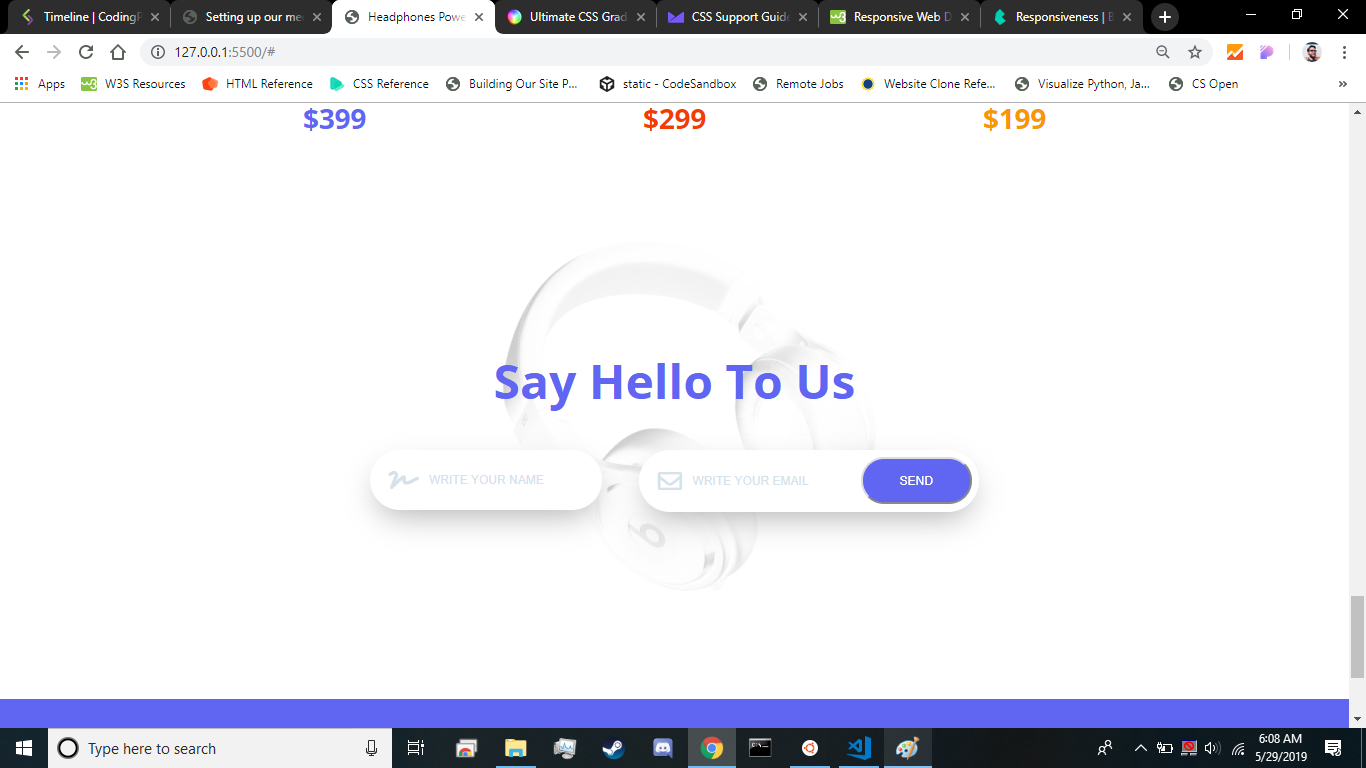 Timeline | CodingP
Setting up our me
Headphones Powe
Ultimate CSS Grad
CSS Support Guide
Responsive Web D
Responsiveness | B
127.0.0.1:5500/#
Apps
W3S Resources
HTML Reference
CSS Reference
Building Our Site P...
static - CodeSandbox
Remote Jobs
Website Clone Refe...
Visualize Python, Ja...
CS Open
$399
$299
$199
Say Hello To Us
WRITE YOUR NAME
WRITE YOUR EMAIL
SEND
Type here to search
6:08 AM
5/29/2019